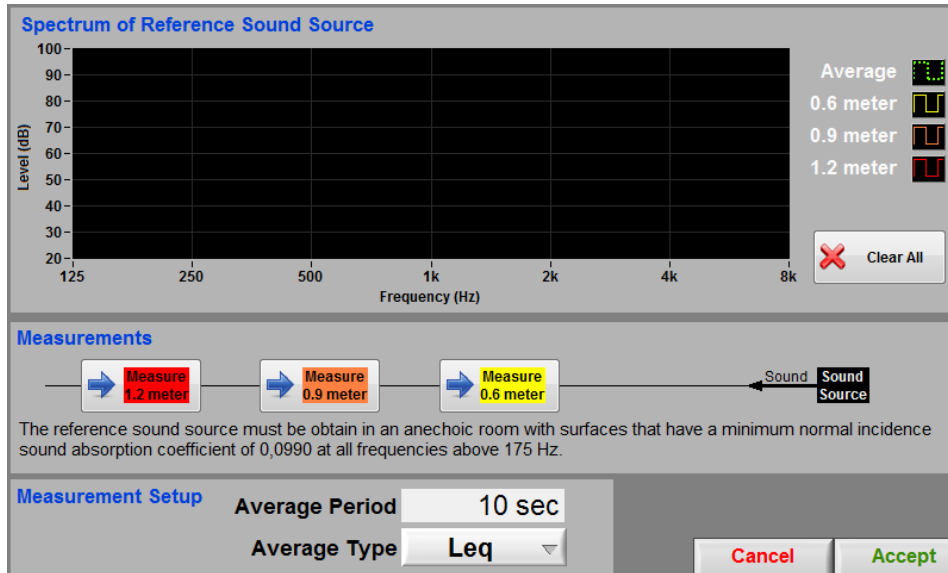 Spectrum of Reference Sound Source
100
90
80
70
60
50
40
30
20
Level (dB)
125 250 500 1k 2k 4k 8k
Frequency (Hz)
Average
0.6 meter
0.9 meter
1.2 meter
Clear All
Measurements
Measure
1.2 meter
Measure
0.9 meter
Measure
0.6 meter
Sound
Sound
Source
The reference sound source must be obtain in an anechoic room with surfaces that have a minimum normal incidence
sound absorption coefficient of 0,0990 at all frequencies above 175 Hz.
Measurement Setup
Average Period 10 sec
Average Type Leq
Cancel Accept